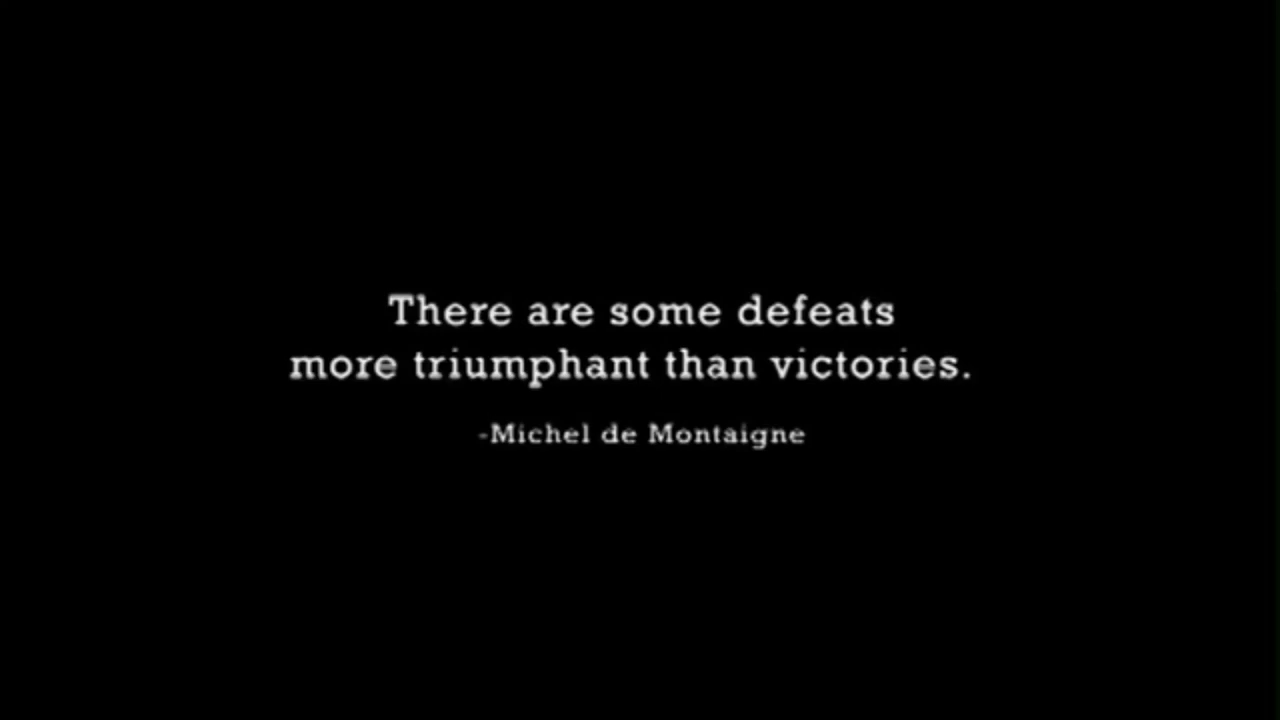 There are some defeats
more triumphant than victories.
-Michel de Montaigne